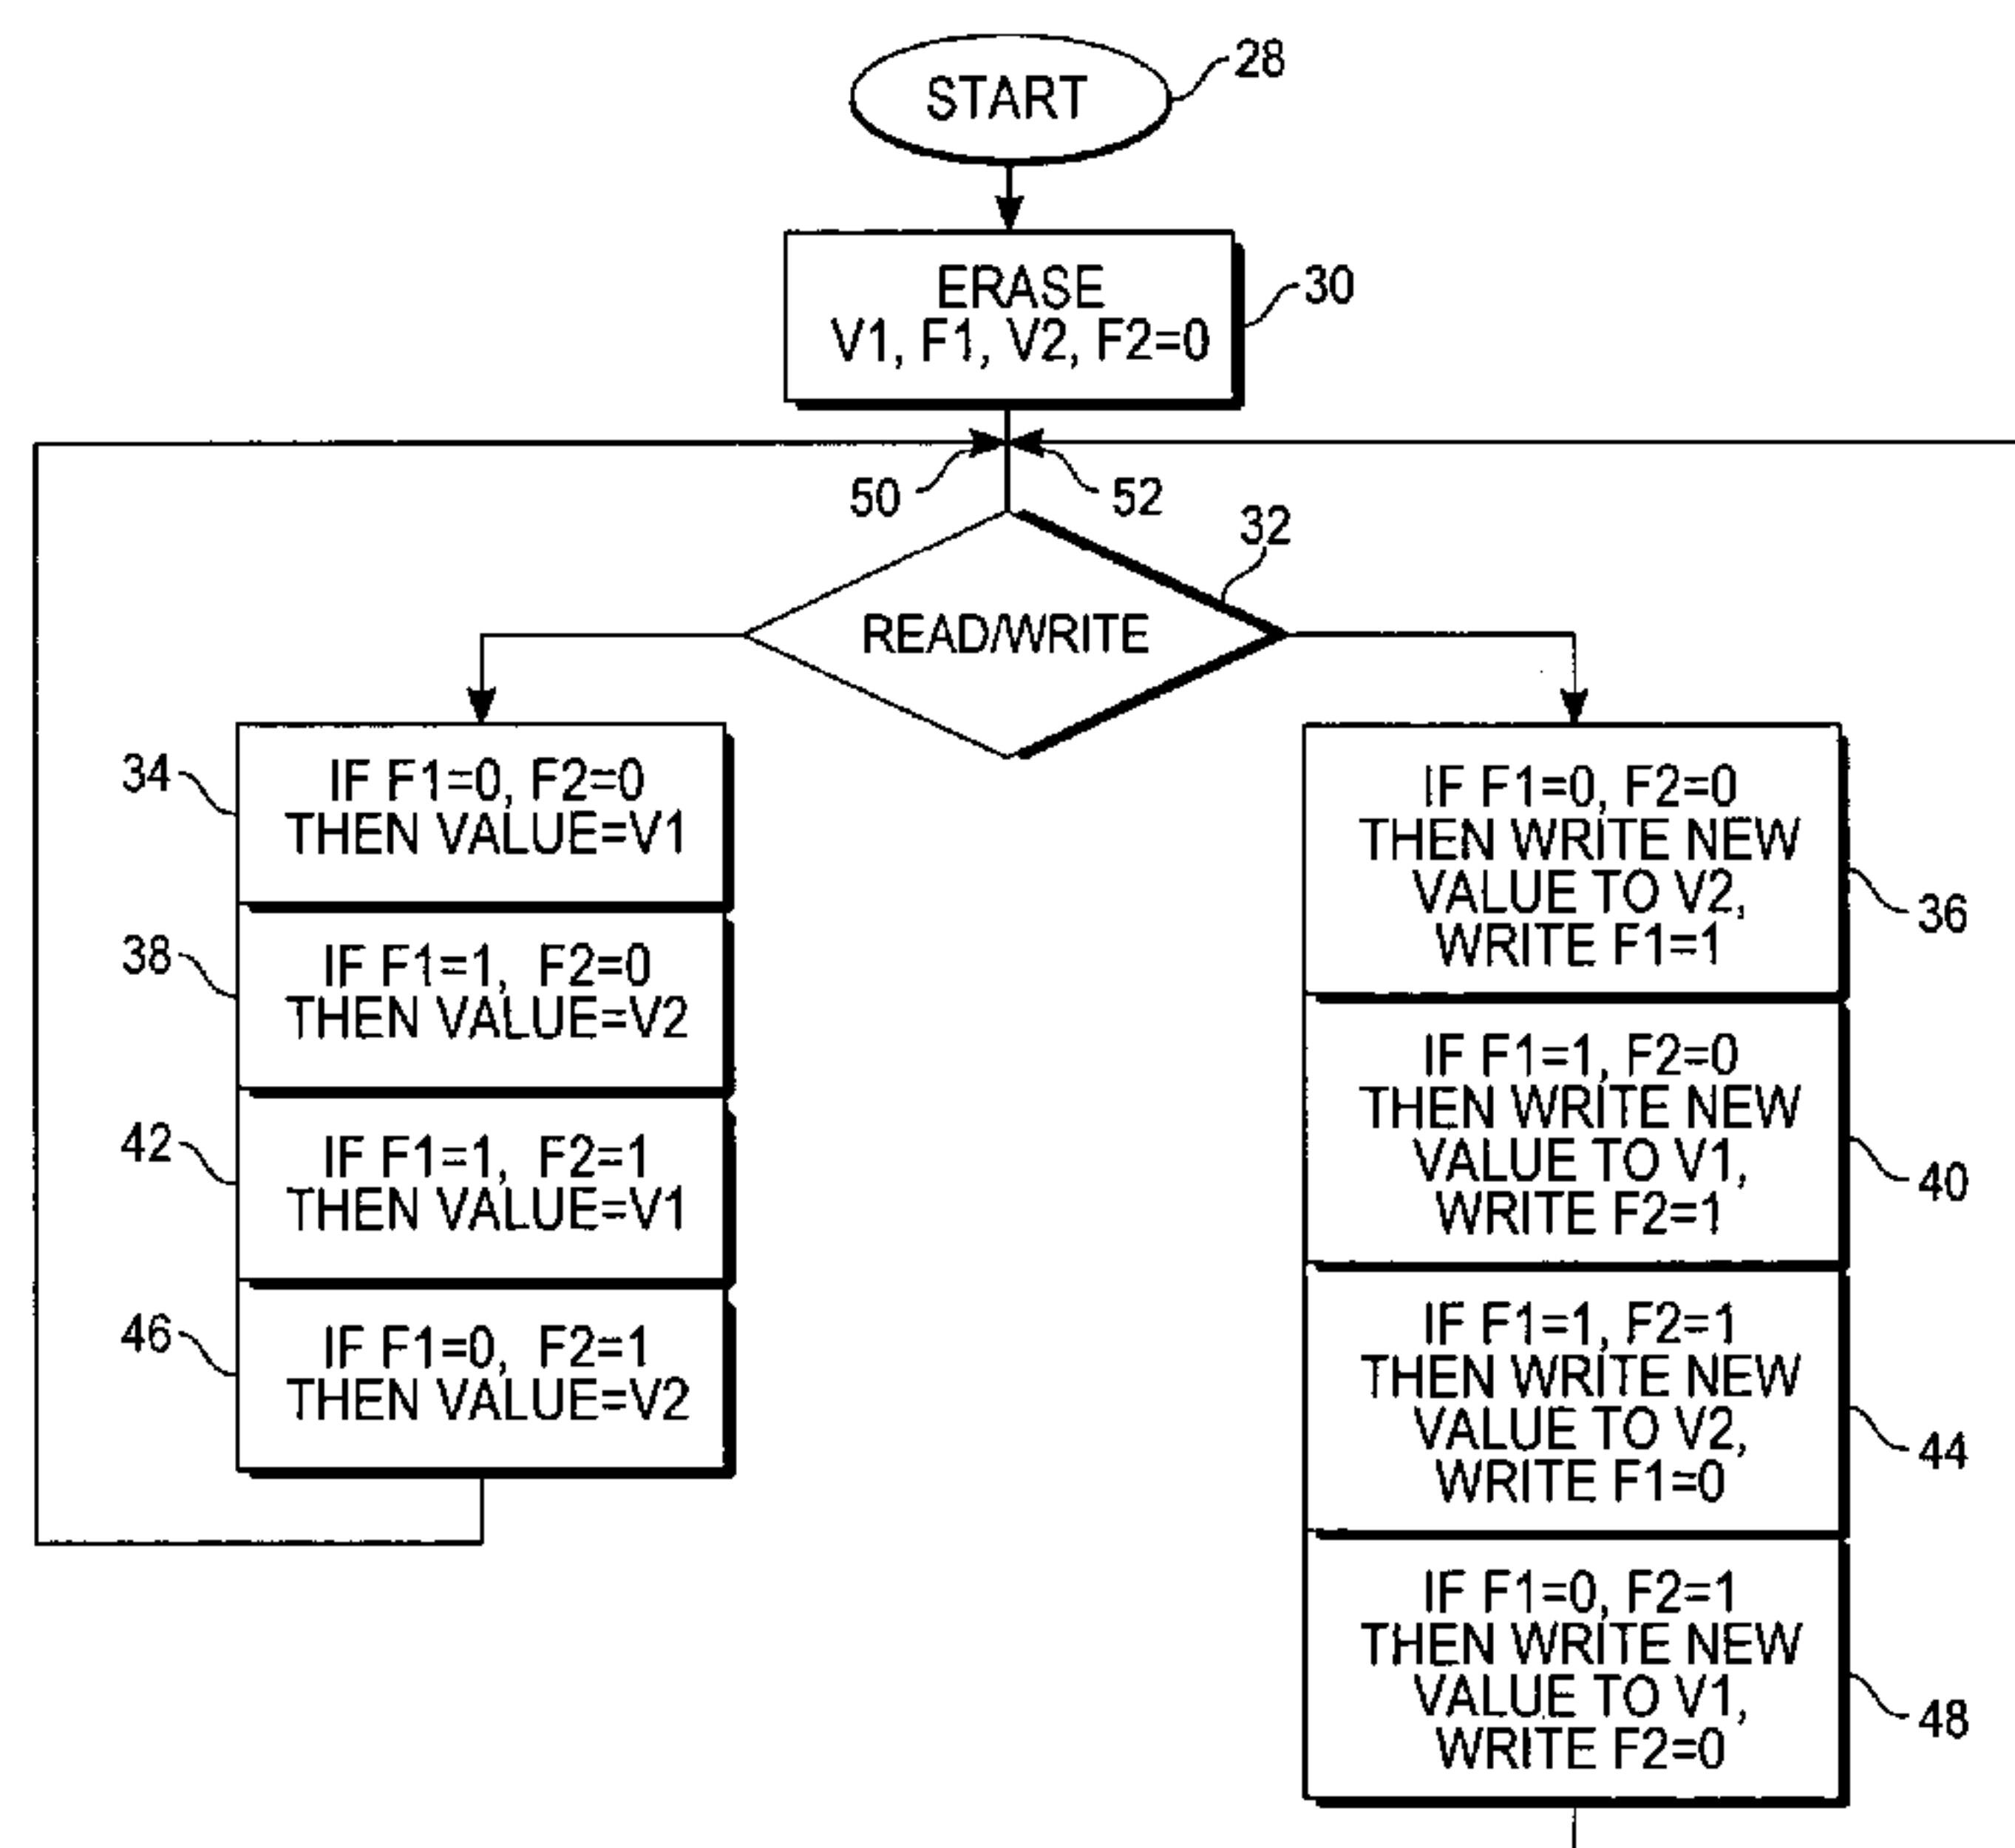 START
28
ERASE
V1, F1, V2, F2=0
30
50
52
32
READ/WRITE
34
IF F1=0, F2=0
THEN VALUE=V1
38
IF F1=1, F2=0
THEN VALUE=V2
42
IF F1=1, F2=1
THEN VALUE=V1
46
IF F1=0, F2=1
THEN VALUE=V2
IF F1=0, F2=0
THEN WRITE NEW
VALUE TO V2,
WRITE F1=1
36
IF F1=1, F2=0
THEN WRITE NEW
VALUE TO V1,
WRITE F2=1
40
IF F1=1, F2=1
THEN WRITE NEW
VALUE TO V2,
WRITE F1=0
44
IF F1=0, F2=1
THEN WRITE NEW
VALUE TO V1,
WRITE F2=0
48